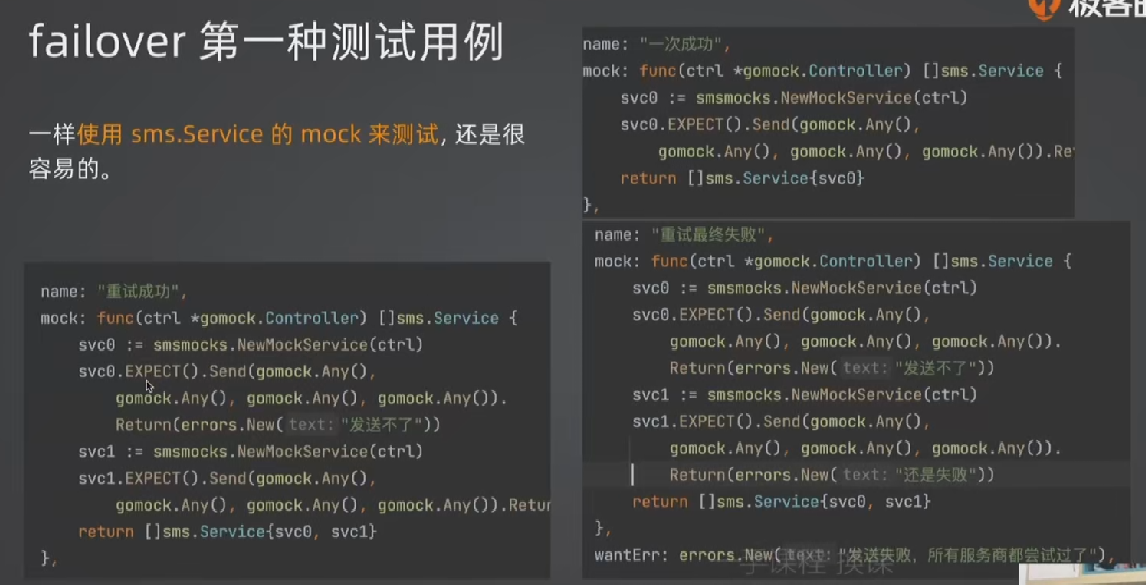 failover 第一种测试用例
一样使用 sms.Service 的 mock 来测试, 还是很
容易的。
name: "重试成功",
mock: func(ctrl *gomock.Controller) []sms.Service {
svc0 := smsmocks.NewMockService(ctrl)
svc0.EXPECT().Send(gomock.Any(),
gomock.Any(), gomock.Any(), gomock.Any()).
Return(errors.New(text: "发送不了"))
svc1 := smsmocks.NewMockService(ctrl)
svc1.EXPECT().Send(gomock.Any(),
gomock.Any(), gomock.Any(), gomock.Any()).Retur
return []sms.Service{svc0, svc1}
},
极客
name: "一次成功",
mock: func(ctrl *gomock.Controller) []sms.Service {
svc0 := smsmocks.NewMockService(ctrl)
svc0.EXPECT().Send(gomock.Any(),
gomock.Any(), gomock.Any(), gomock.Any()).Re
return []sms.Service{svc0}
},
name: "重试最终失败",
mock: func(ctrl *gomock.Controller) []sms.Service {
svc0 := smsmocks.NewMockService(ctrl)
svc0.EXPECT().Send(gomock.Any(),
gomock.Any(), gomock.Any(), gomock.Any()).
Return(errors.New(text: "发送不了"))
svc1 := smsmocks.NewMockService(ctrl)
svc1.EXPECT().Send(gomock.Any(),
gomock.Any(), gomock.Any(), gomock.Any()).
Return(errors.New(text: "还是失败"))
return []sms.Service{svc0, svc1}
},
wantErr: errors.New(text: "发送失败, 所有服务商都尝试过了"),